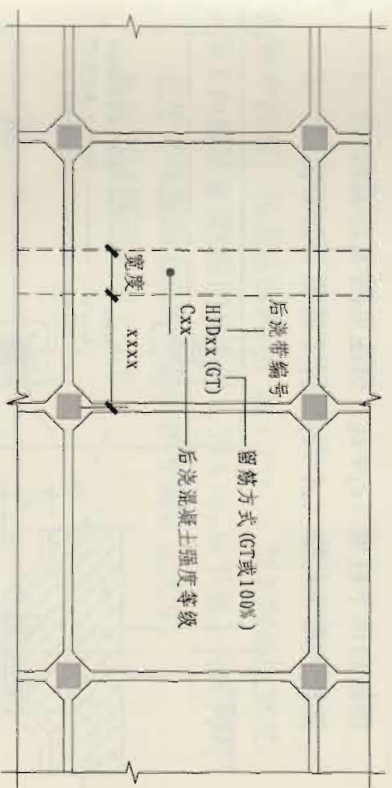 后浇带编号
HJDxx(GT)
留筋方式(GT或100%)
Cxx
后浇混凝土强度等级
宽度
xxxx